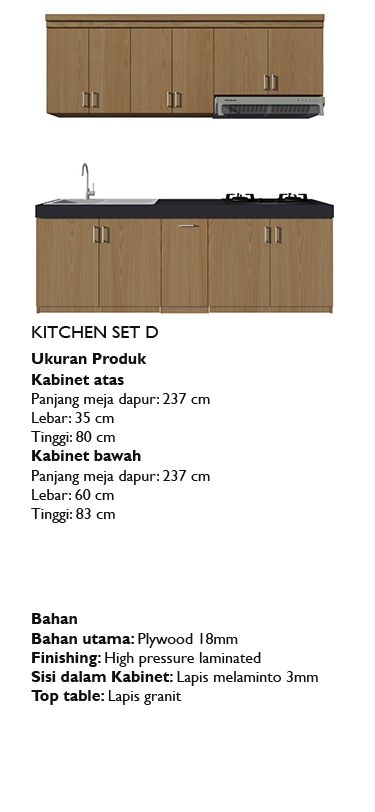 KITCHEN SET D
Ukuran Produk
Kabinet atas
Panjang meja dapur: 237 cm
Lebar: 35 cm
Tinggi: 80 cm
Kabinet bawah
Panjang meja dapur: 237 cm
Lebar: 60 cm
Tinggi: 83 cm
Bahan
Bahan utama: Plywood 18mm
Finishing: High pressure laminated
Sisi dalam Kabinet: Lapis melaminto 3mm
Top table: Lapis granit